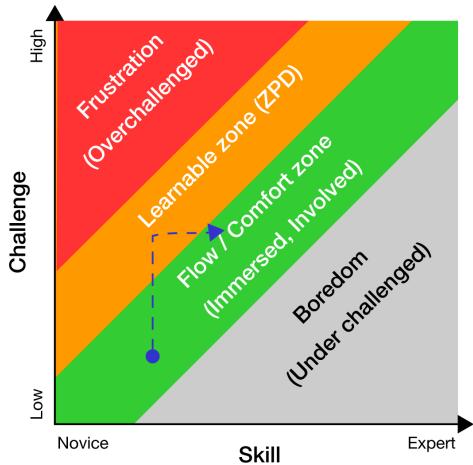 High
Challenge
Low
Frustration
(Overchallenged)
Learnable zone (ZPD)
Flow / Comfort zone
(Immersed, Involved)
Boredom
(Under challenged)
Novice
Skill
Expert